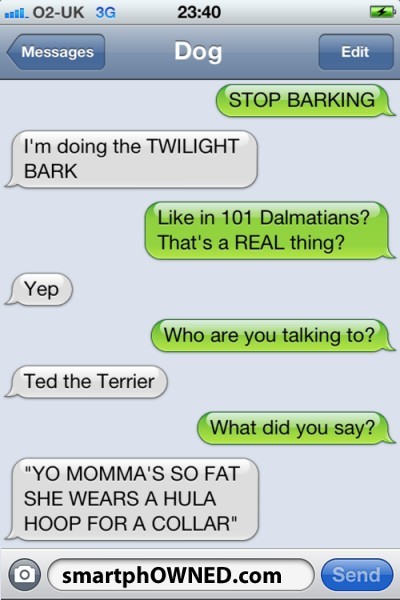 O2-UK 3G 23:40
Messages Dog Edit
STOP BARKING
I'm doing the TWILIGHT
BARK
Like in 101 Dalmatians?
That's a REAL thing?
Yep
Who are you talking to?
Ted the Terrier
What did you say?
"YO MOMMA'S SO FAT
SHE WEARS A HULA
HOOP FOR A COLLAR"
smartphOWNED.com Send